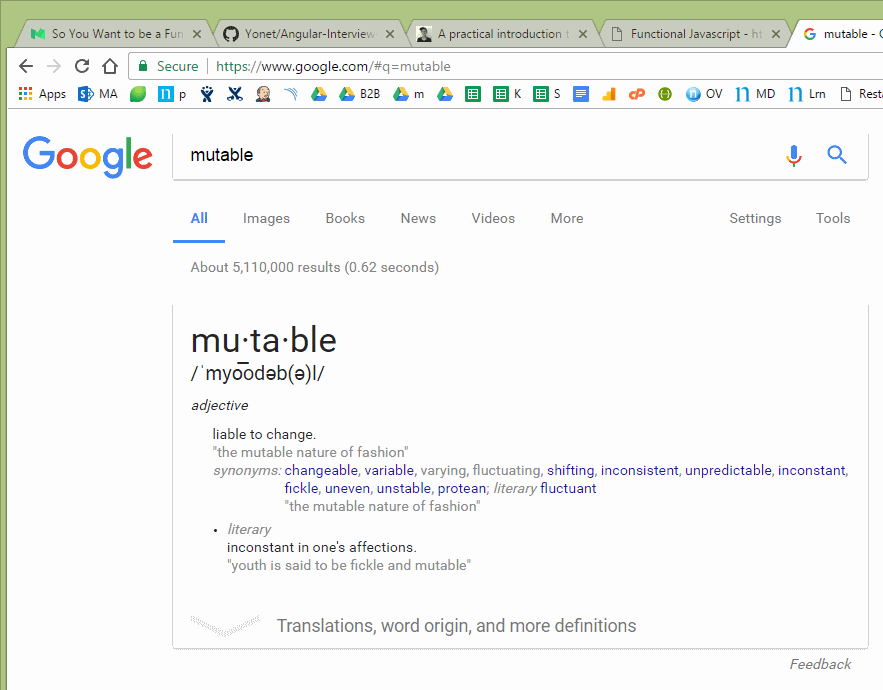 So You Want to be a Fun
Yonet/Angular-Interview
A practical introduction t
Functional Javascript - ht
mutable - G
Secure
https://www.google.com/#q=mutable
Apps MA p B2B m K S OV MD Lrn Resta
Google
mutable
All Images Books News Videos More Settings Tools
About 5,110,000 results (0.62 seconds)
mu·ta·ble
/ˈmyo͞odəb(ə)l/
adjective
liable to change.
"the mutable nature of fashion"
synonyms: changeable, variable, varying, fluctuating, shifting, inconsistent, unpredictable, inconstant,
fickle, uneven, unstable, protean; literary fluctuant
"the mutable nature of fashion"
• literary
inconstant in one's affections.
"youth is said to be fickle and mutable"
Translations, word origin, and more definitions
Feedback